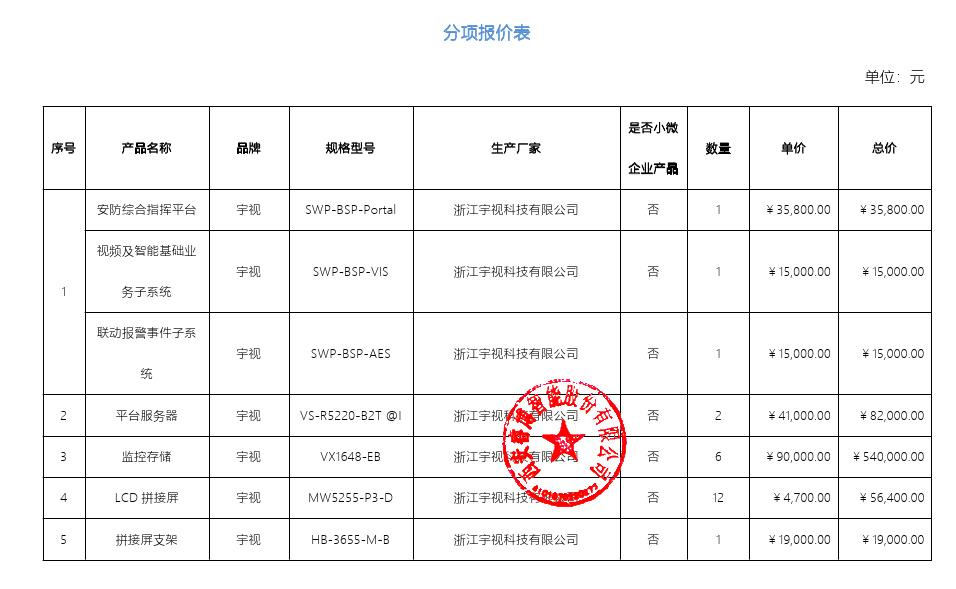 分项报价表
单位：元
序号 产品名称 品牌 规格型号 生产厂家 是否小微企业产品 数量 单价 总价
1 安防综合指挥平台 宇视 SWP-BSP-Portal 浙江宇视科技有限公司 否 1 ￥35,800.00 ￥35,800.00
视频及智能基础业务子系统 宇视 SWP-BSP-VIS 浙江宇视科技有限公司 否 1 ￥15,000.00 ￥15,000.00
联动报警事件子系统 宇视 SWP-BSP-AES 浙江宇视科技有限公司 否 1 ￥15,000.00 ￥15,000.00
2 平台服务器 宇视 VS-R5220-B2T @I 浙江宇视科技有限公司 否 2 ￥41,000.00 ￥82,000.00
3 监控存储 宇视 VX1648-EB 浙江宇视科技有限公司 否 6 ￥90,000.00 ￥540,000.00
4 LCD 拼接屏 宇视 MW5255-P3-D 浙江宇视科技有限公司 否 12 ￥4,700.00 ￥56,400.00
5 拼接屏支架 宇视 HB-3655-M-B 浙江宇视科技有限公司 否 1 ￥19,000.00 ￥19,000.00
智能股份有限公司